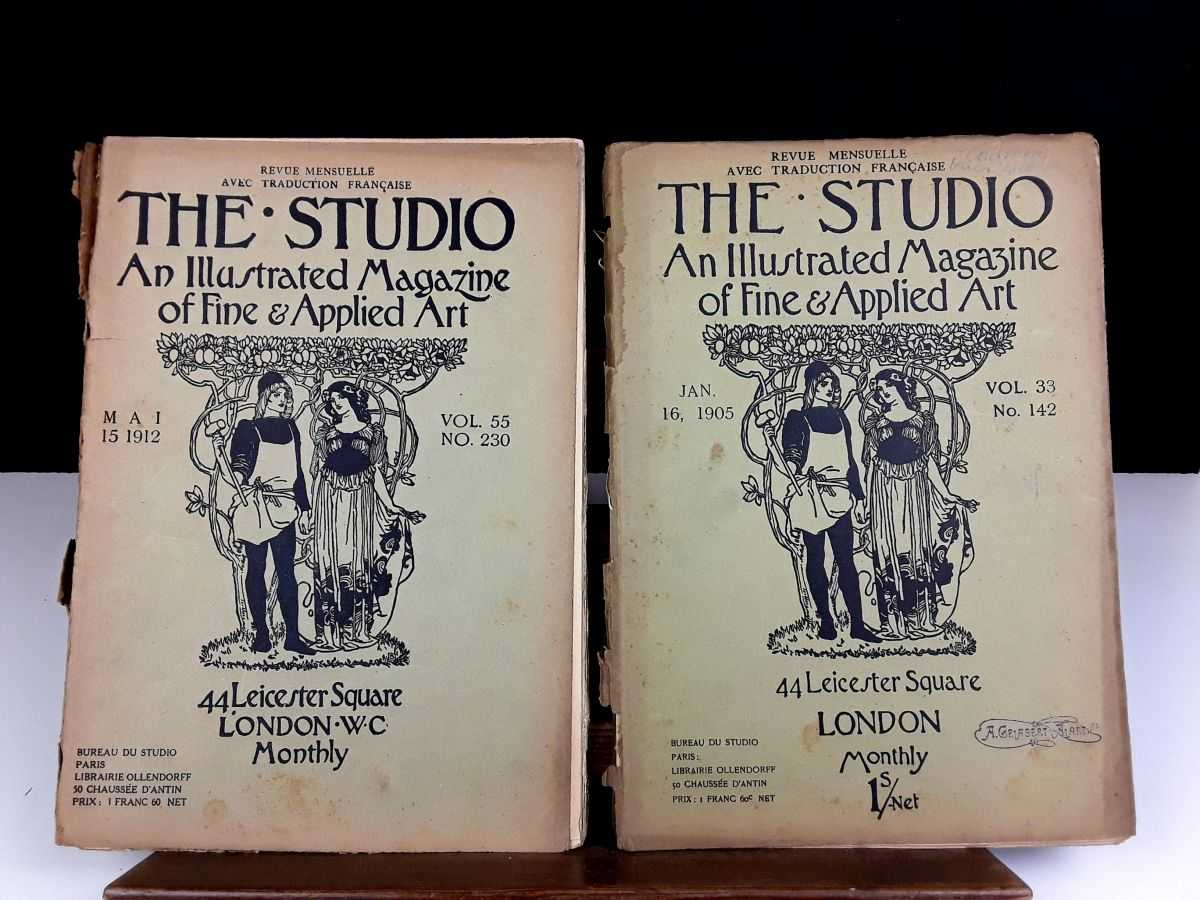 REVUE MENSUELLE
AVEC TRADUCTION FRANÇAISE
THE · STUDIO
An Illustrated Magazine
of Fine & Applied Art
MAI
15 1912
VOL. 55
NO. 230
44 Leicester Square
LONDON · W·C·
Monthly
BUREAU DU STUDIO
PARIS
LIBRAIRIE OLLENDORFF
50 CHAUSSÉE D'ANTIN
PRIX : 1 FRANC 60 NET
REVUE MENSUELLE
AVEC TRADUCTION FRANÇAISE
THE · STUDIO
An Illustrated Magazine
of Fine & Applied Art
JAN.
16, 1905
VOL. 33
No. 142
44 Leicester Square
LONDON
Monthly
1S/-Net
BUREAU DU STUDIO
PARIS :
LIBRAIRIE OLLENDORFF
50 CHAUSSÉE D'ANTIN
PRIX : 1 FRANC 60c NET